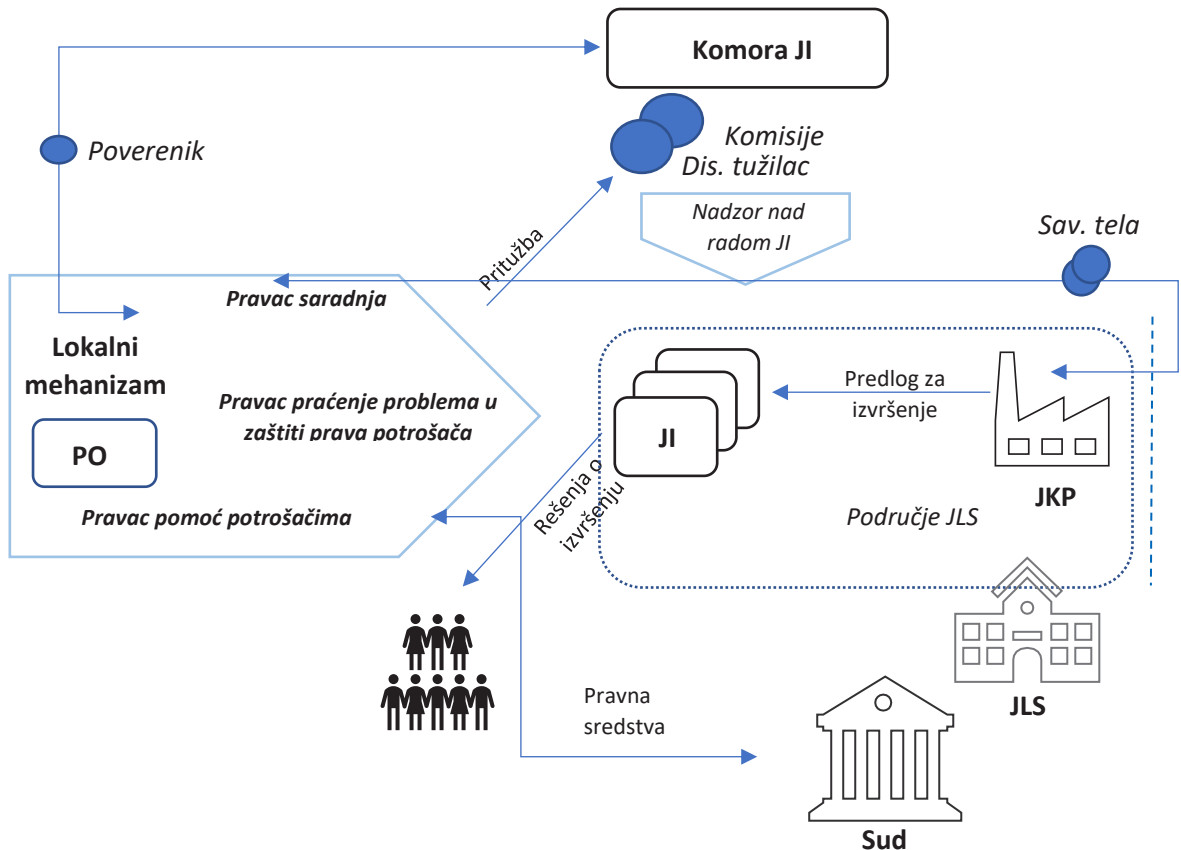 Komora JI
Poverenik
Komisije
Dis. tužilac
Nadzor nad
radom JI
Sav. tela
Pritužba
Pravac saradnja
Lokalni
mehanizam
Pravac praćenje problema u
zaštiti prava potrošača
PO
Pravac pomoć potrošačima
Rešenja o
izvršenju
JI
Predlog za
izvršenje
JKP
Područje JLS
JLS
Pravna
sredstva
Sud